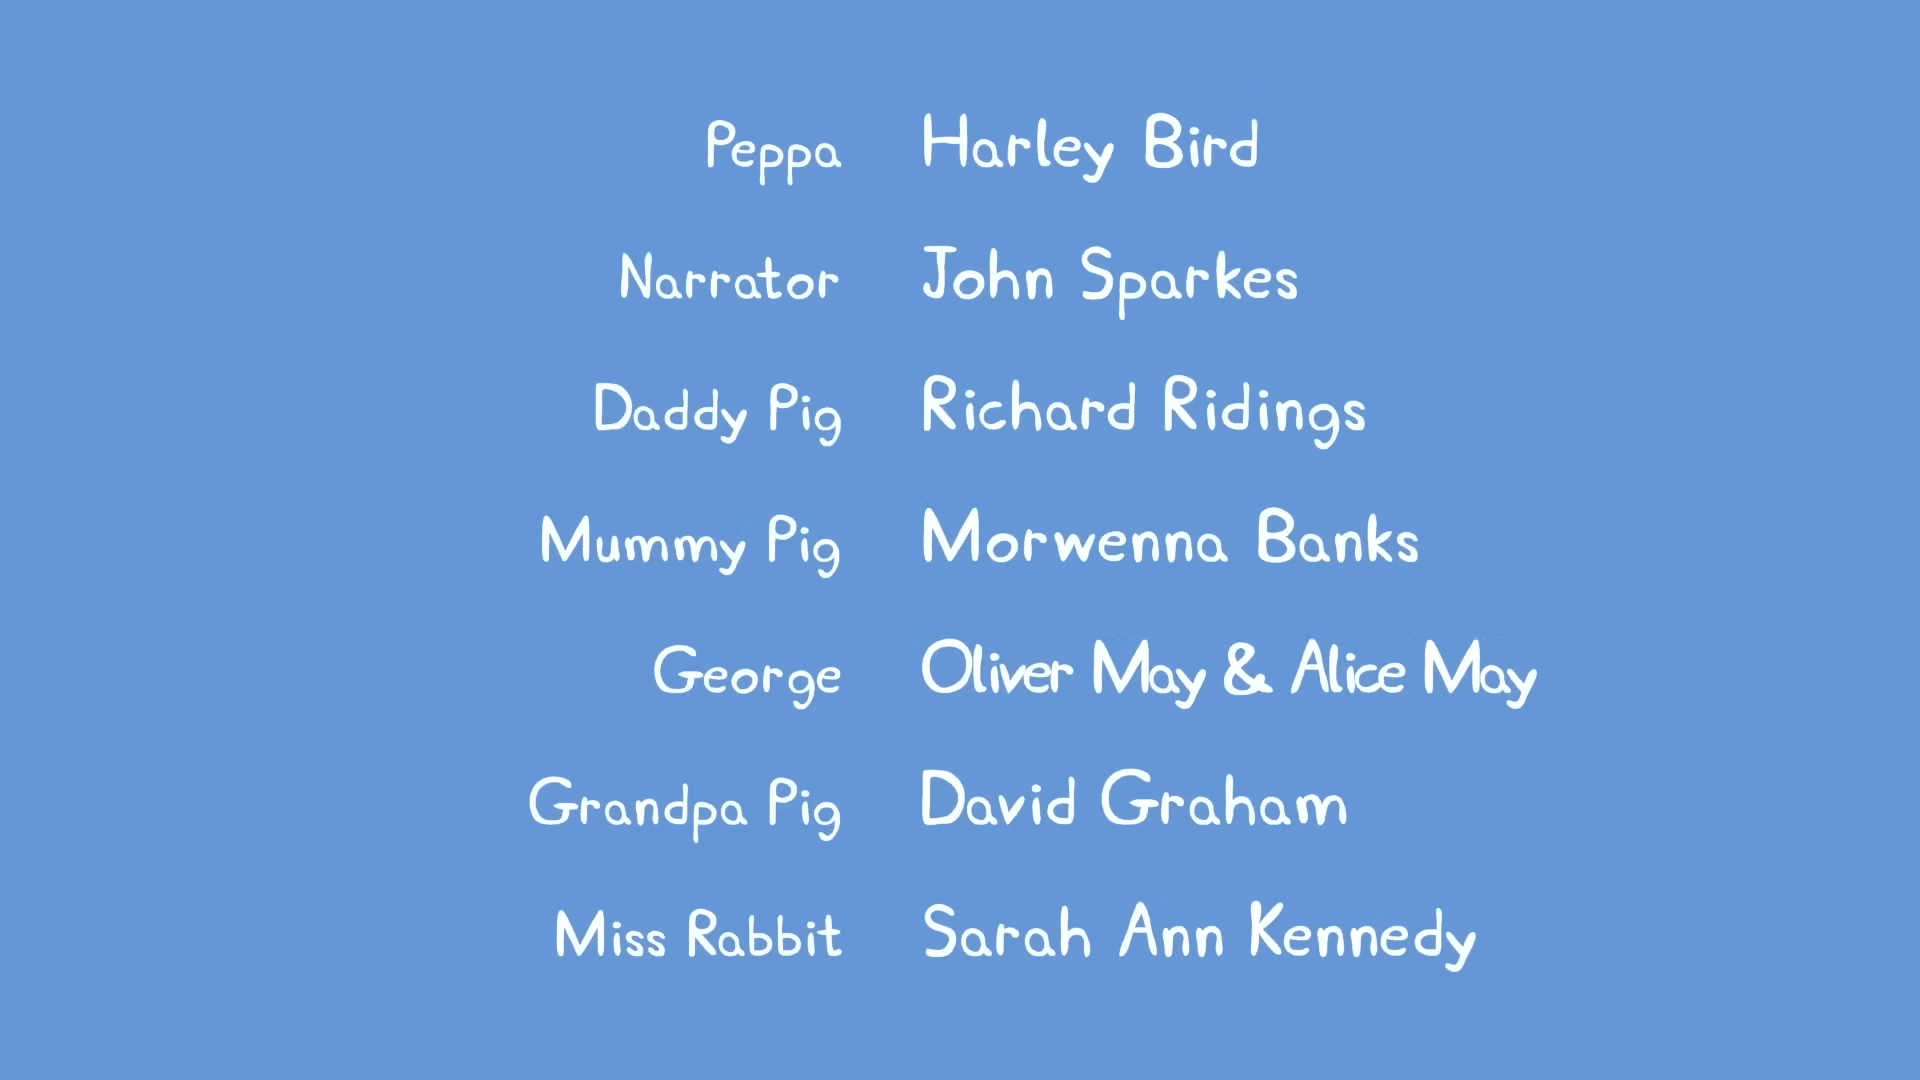 Peppa Harley Bird
Narrator John Sparkes
Daddy Pig Richard Ridings
Mummy Pig Morwenna Banks
George Oliver May & Alice May
Grandpa Pig David Graham
Miss Rabbit Sarah Ann Kennedy